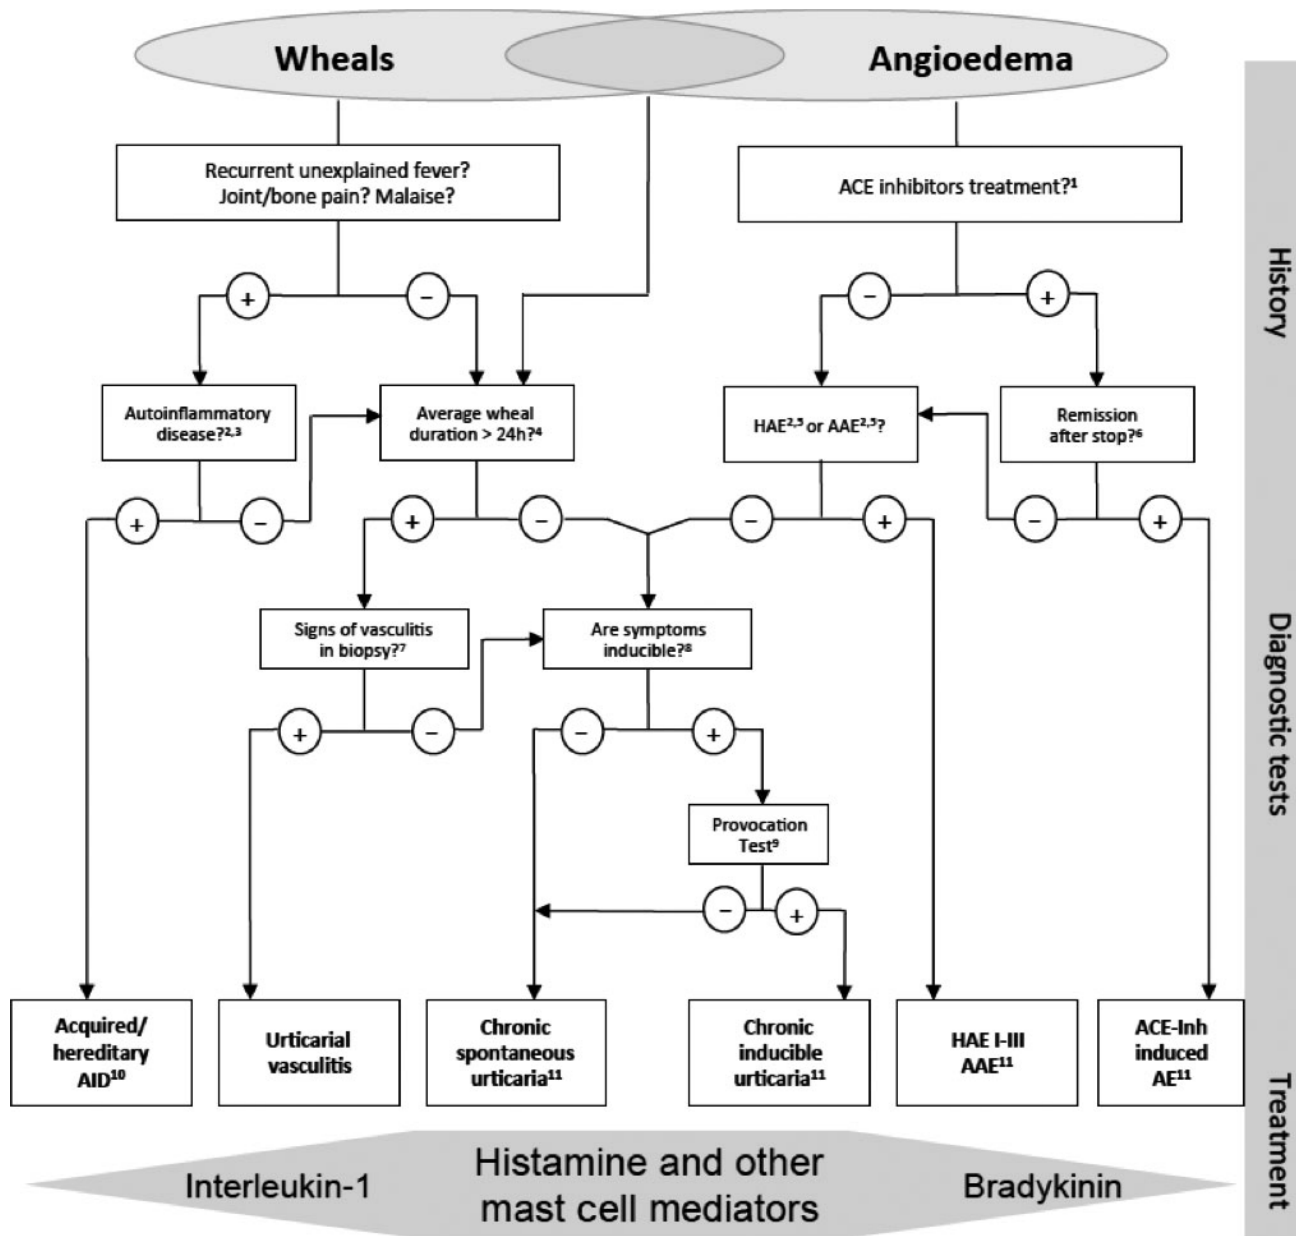 Wheals
Angioedema
Recurrent unexplained fever?
Joint/bone pain? Malaise?
ACE inhibitors treatment?¹
+
−
−
+
Autoinflammatory
disease?²,³
Average wheal
duration > 24h?⁴
HAE²,⁵ or AAE²,⁵?
Remission
after stop?⁶
+
−
+
−
−
+
−
+
Signs of vasculitis
in biopsy?⁷
Are symptoms
inducible?⁸
+
−
−
+
Provocation
Test⁹
−
+
Acquired/
hereditary
AID¹⁰
Urticarial
vasculitis
Chronic
spontaneous
urticaria¹¹
Chronic
inducible
urticaria¹¹
HAE I-III
AAE¹¹
ACE-Inh
induced
AE¹¹
Interleukin-1
Histamine and other
mast cell mediators
Bradykinin
History
Diagnostic tests
Treatment